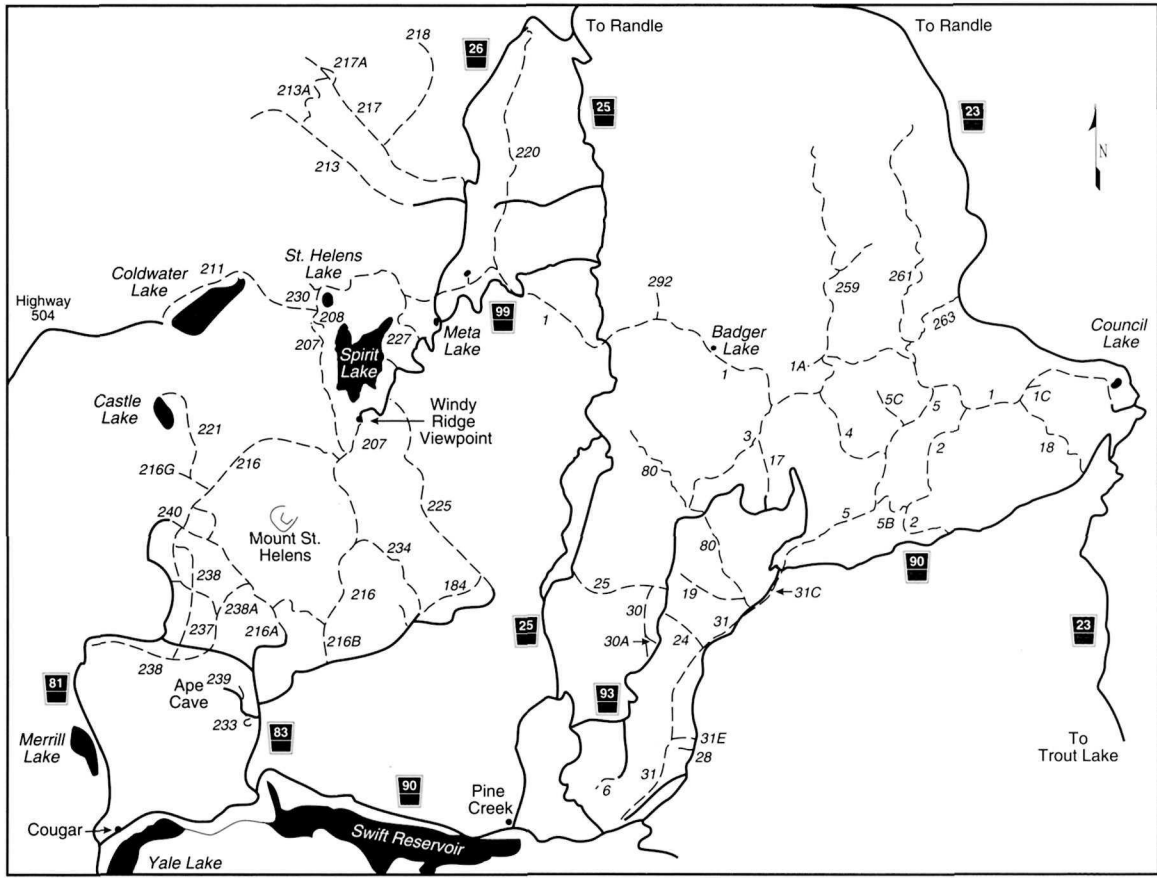 To Randle
To Randle
26
218
217A
213A
217
25
23
N
220
213
St. Helens
Lake
211
Coldwater
Lake
Highway
504
230
208
207
Spirit
Lake
227
Meta
Lake
99
1
292
Badger
Lake
1
1A
259
261
263
Council
Lake
1
1C
5C
5
Castle
Lake
221
Windy
Ridge
Viewpoint
207
216
216G
3
4
2
18
17
80
225
240
Mount St.
Helens
234
5
5B
2
80
90
238
238A
216
184
25
19
31C
30
31
237
216A
216B
25
30A
24
23
238
81
Ape
Cave
239
233
93
83
Merrill
Lake
31E
28
To
Trout Lake
90
Pine
Creek
6
31
Cougar
Swift Reservoir
Yale Lake